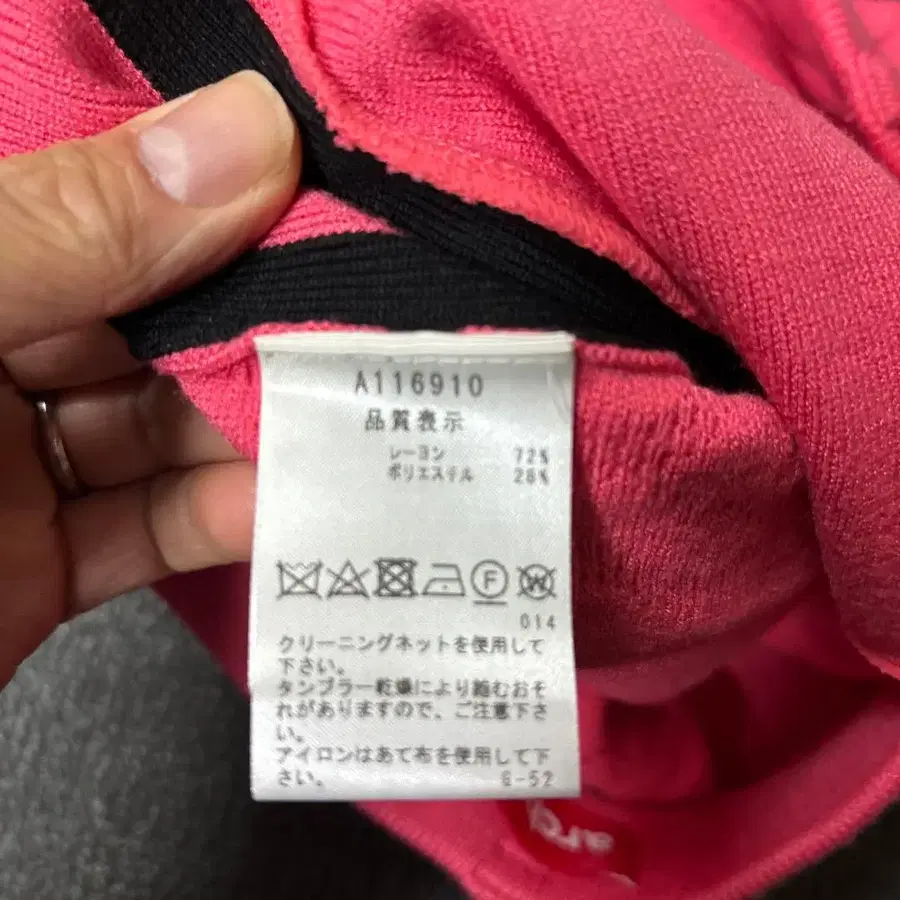 A116910
品質表示
レーヨン 72%
ポリエステル 28%
F W
014
クリーニングネットを使用して
下さい。
タンブラー乾燥により縮むおそ
れがありますので、ご注意下さ
い。
アイロンはあて布を使用して下
さい。 G-52